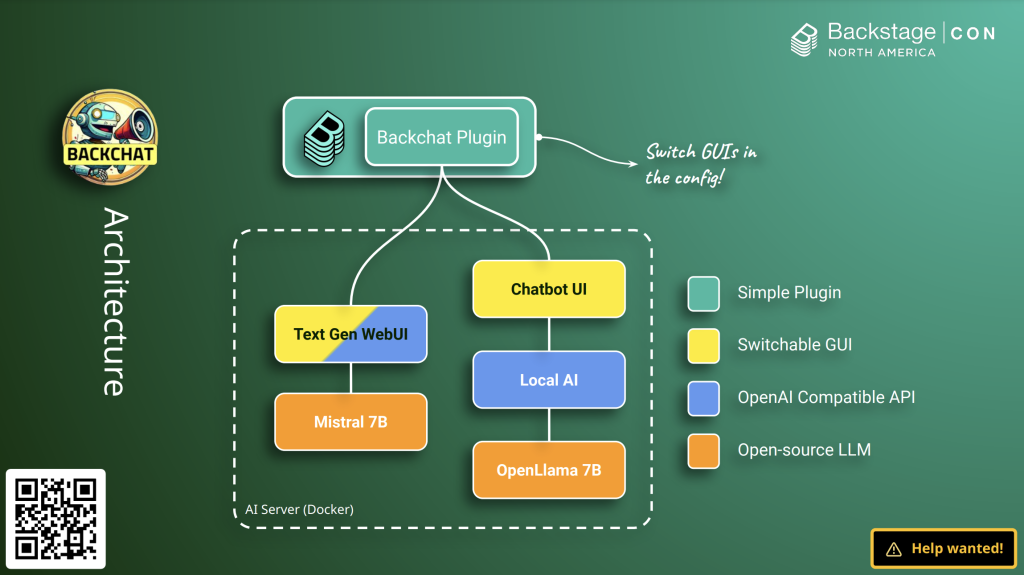 Backstage CON
NORTH AMERICA
BACKCHAT
Architecture
Backchat Plugin
Switch GUIs in
the config!
Chatbot UI
Text Gen WebUI
Local AI
Mistral 7B
OpenLlama 7B
AI Server (Docker)
Simple Plugin
Switchable GUI
OpenAI Compatible API
Open-source LLM
Help wanted!